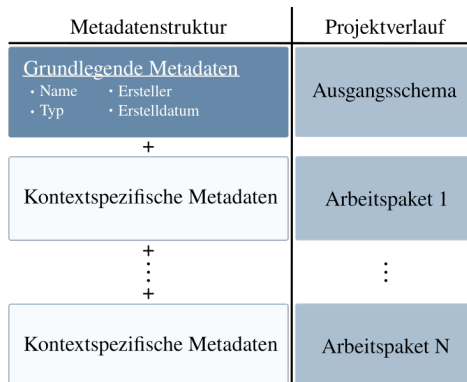 Metadatenstruktur Projektverlauf
Grundlegende Metadaten
· Name · Ersteller
· Typ · Erstelldatum
Ausgangsschema
+
Kontextspezifische Metadaten Arbeitspaket 1
+
⋮ ⋮
+
Kontextspezifische Metadaten Arbeitspaket N